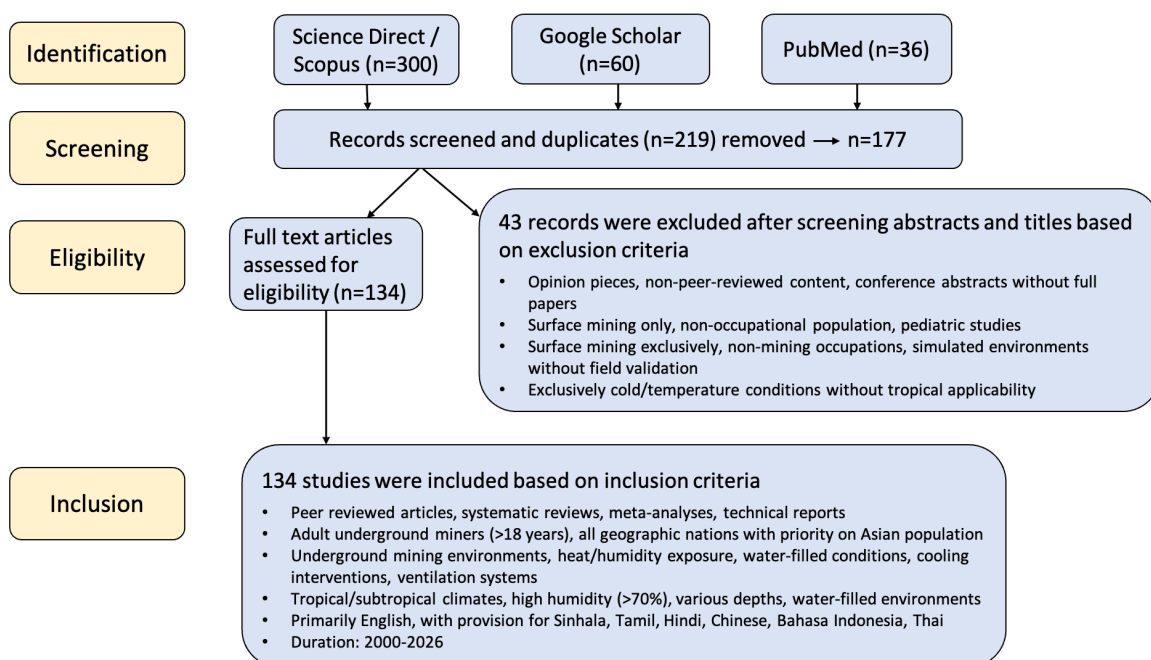 Identification
Science Direct /
Scopus (n=300)
Google Scholar
(n=60)
PubMed (n=36)
Screening
Records screened and duplicates (n=219) removed → n=177
Eligibility
Full text articles
assessed for
eligibility (n=134)
43 records were excluded after screening abstracts and titles based
on exclusion criteria
• Opinion pieces, non-peer-reviewed content, conference abstracts without full
papers
• Surface mining only, non-occupational population, pediatric studies
• Surface mining exclusively, non-mining occupations, simulated environments
without field validation
• Exclusively cold/temperature conditions without tropical applicability
Inclusion
134 studies were included based on inclusion criteria
• Peer reviewed articles, systematic reviews, meta-analyses, technical reports
• Adult underground miners (>18 years), all geographic nations with priority on Asian population
• Underground mining environments, heat/humidity exposure, water-filled conditions, cooling
interventions, ventilation systems
• Tropical/subtropical climates, high humidity (>70%), various depths, water-filled environments
• Primarily English, with provision for Sinhala, Tamil, Hindi, Chinese, Bahasa Indonesia, Thai
• Duration: 2000-2026